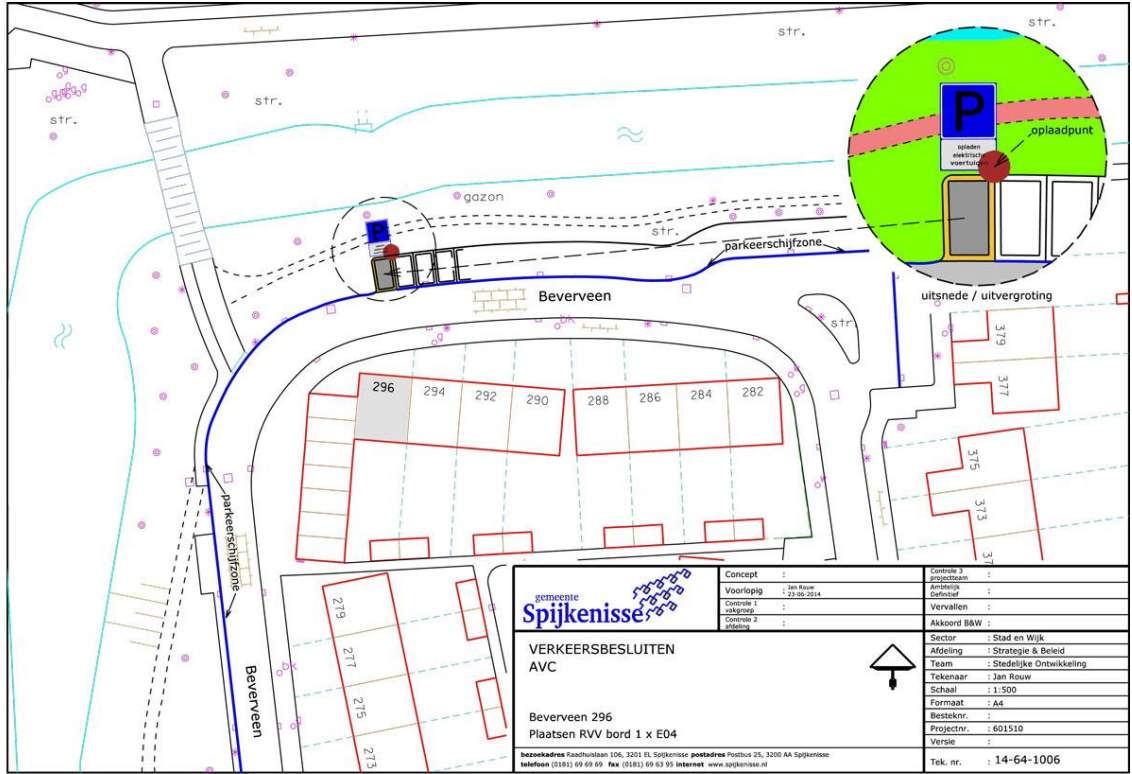 str.
str.
str.
str.
str.
gazon
str.
parkeerschijfzone
Beverveen
str.
P
P
opladen
elektrische
voertuigen
oplaadpunt
uitsnede / uitvergroting
bk
g
k
g
k
bk
296
294
292
290
288
286
284
282
379
377
375
373
parkeerschijfzone
Beverveen
279
277
275
273
gemeente
Spijkenisse
Concept :
Voorlopig : Jan Rouw
23-06-2014
Controle 1
vakgroep :
Controle 2
afdeling :
Controle 3
projectteam :
Ambtelijk
Definitief :
Vervallen :
Akkoord B&W :
VERKEERSBESLUITEN
AVC
Beverveen 296
Plaatsen RVV bord 1 x E04
Sector : Stad en Wijk
Afdeling : Strategie & Beleid
Team : Stedelijke Ontwikkeling
Tekenaar : Jan Rouw
Schaal : 1:500
Formaat : A4
Besteknr. :
Projectnr. : 601510
Versie :
Tek. nr. : 14-64-1006
bezoekadres Raadhuislaan 106, 3201 EL Spijkenisse postadres Postbus 25, 3200 AA Spijkenisse
telefoon (0181) 69 69 69 fax (0181) 69 63 95 internet www.spijkenisse.nl